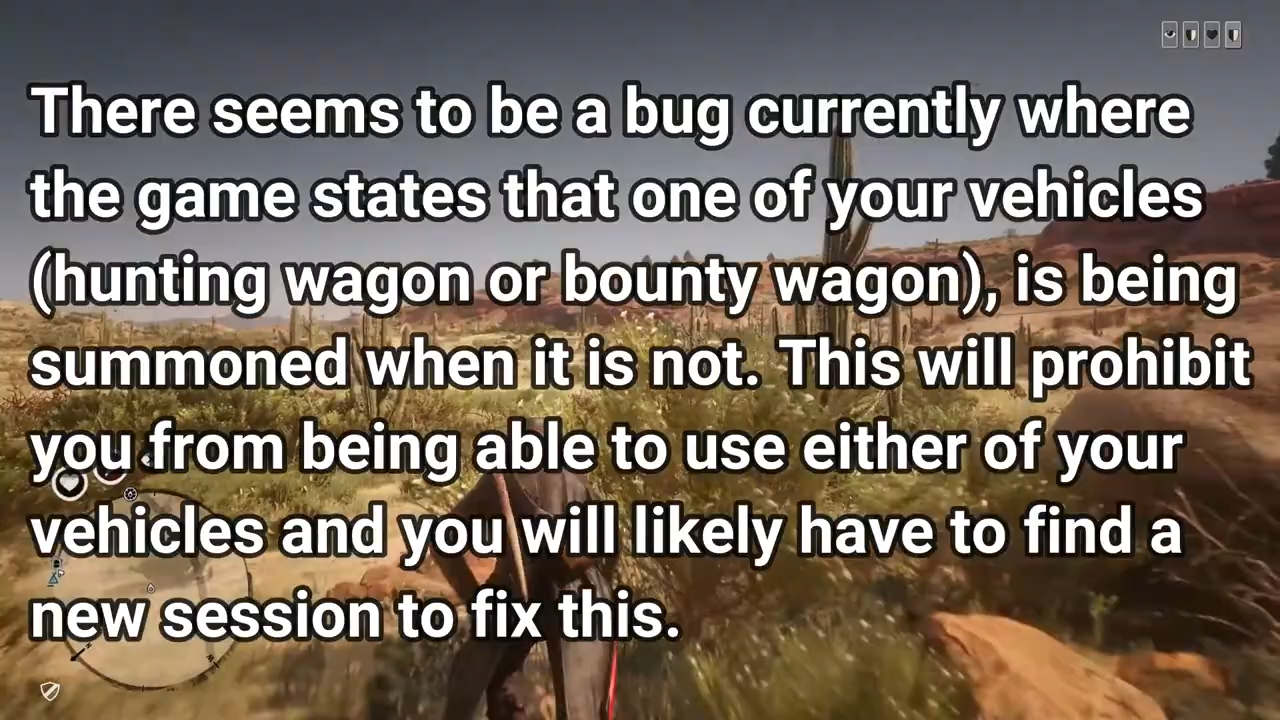 There seems to be a bug currently where
the game states that one of your vehicles
(hunting wagon or bounty wagon), is being
summoned when it is not. This will prohibit
you from being able to use either of your
vehicles and you will likely have to find a
new session to fix this.